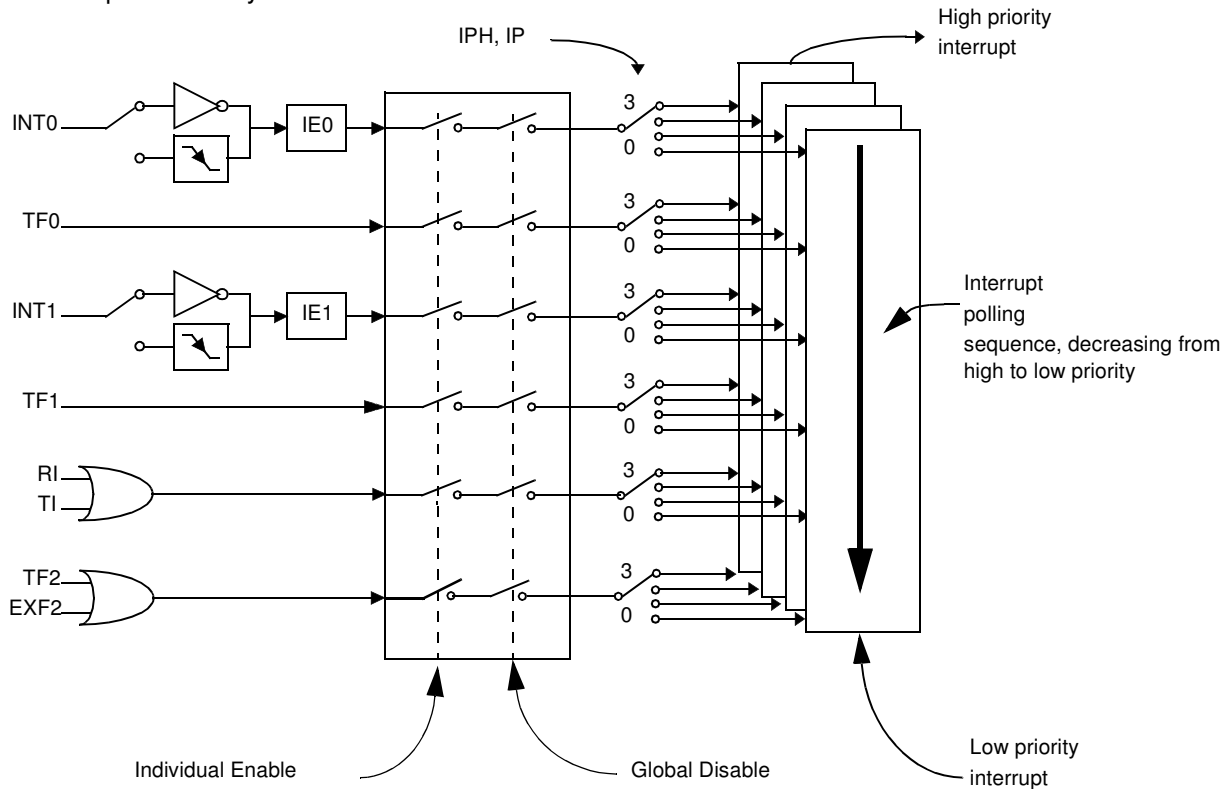 High priority
interrupt
IPH, IP
INT0
IE0
3
0
TF0
3
0
INT1
IE1
3
0
Interrupt
polling
sequence, decreasing from
high to low priority
TF1
3
0
RI
TI
3
0
TF2
EXF2
3
0
Individual Enable
Global Disable
Low priority
interrupt